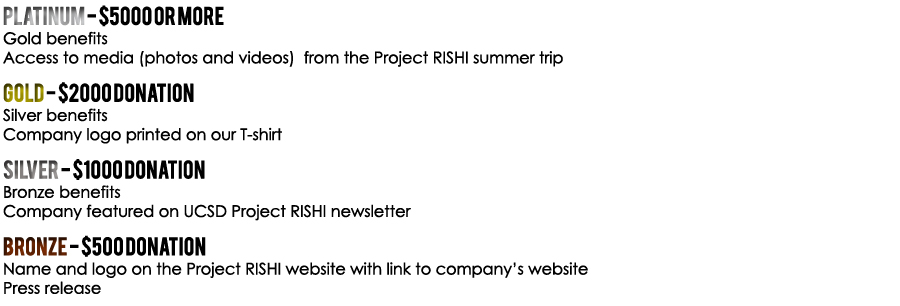 PLATINUM - $5000 OR MORE
Gold benefits
Access to media (photos and videos)  from the Project RISHI summer trip
GOLD - $2000 DONATION
Silver benefits
Company logo printed on our T-shirt
SILVER - $1000 DONATION
Bronze benefits
Company featured on UCSD Project RISHI newsletter
BRONZE - $500 DONATION
Name and logo on the Project RISHI website with link to company's website
Press release